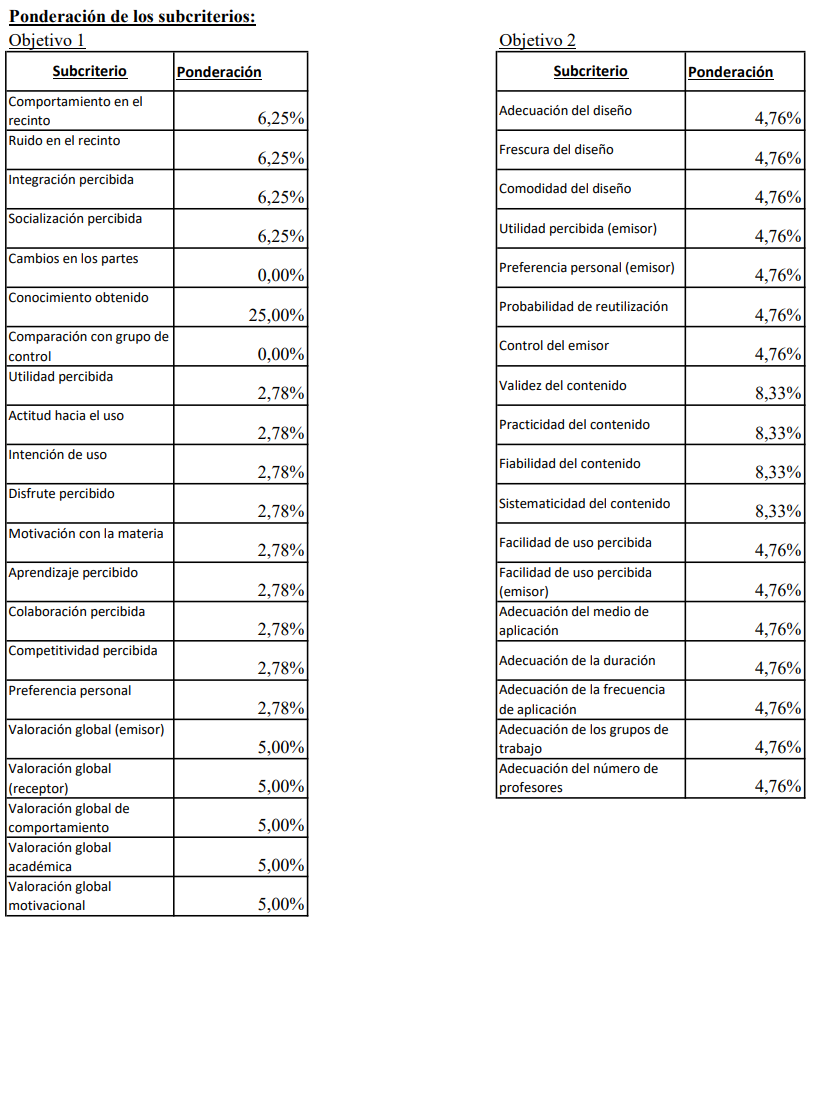 Ponderación de los subcriterios:
Objetivo 1
Subcriterio Ponderación
Comportamiento en el
recinto 6,25%
Ruido en el recinto 6,25%
Integración percibida 6,25%
Socialización percibida 6,25%
Cambios en los partes 0,00%
Conocimiento obtenido 25,00%
Comparación con grupo de
control 0,00%
Utilidad percibida 2,78%
Actitud hacia el uso 2,78%
Intención de uso 2,78%
Disfrute percibido 2,78%
Motivación con la materia 2,78%
Aprendizaje percibido 2,78%
Colaboración percibida 2,78%
Competitividad percibida 2,78%
Preferencia personal 2,78%
Valoración global (emisor) 5,00%
Valoración global
(receptor) 5,00%
Valoración global de
comportamiento 5,00%
Valoración global
académica 5,00%
Valoración global
motivacional 5,00%
Objetivo 2
Subcriterio Ponderación
Adecuación del diseño 4,76%
Frescura del diseño 4,76%
Comodidad del diseño 4,76%
Utilidad percibida (emisor) 4,76%
Preferencia personal (emisor) 4,76%
Probabilidad de reutilización 4,76%
Control del emisor 4,76%
Validez del contenido 8,33%
Practicidad del contenido 8,33%
Fiabilidad del contenido 8,33%
Sistematicidad del contenido 8,33%
Facilidad de uso percibida 4,76%
Facilidad de uso percibida
(emisor) 4,76%
Adecuación del medio de
aplicación 4,76%
Adecuación de la duración 4,76%
Adecuación de la frecuencia
de aplicación 4,76%
Adecuación de los grupos de
trabajo 4,76%
Adecuación del número de
profesores 4,76%